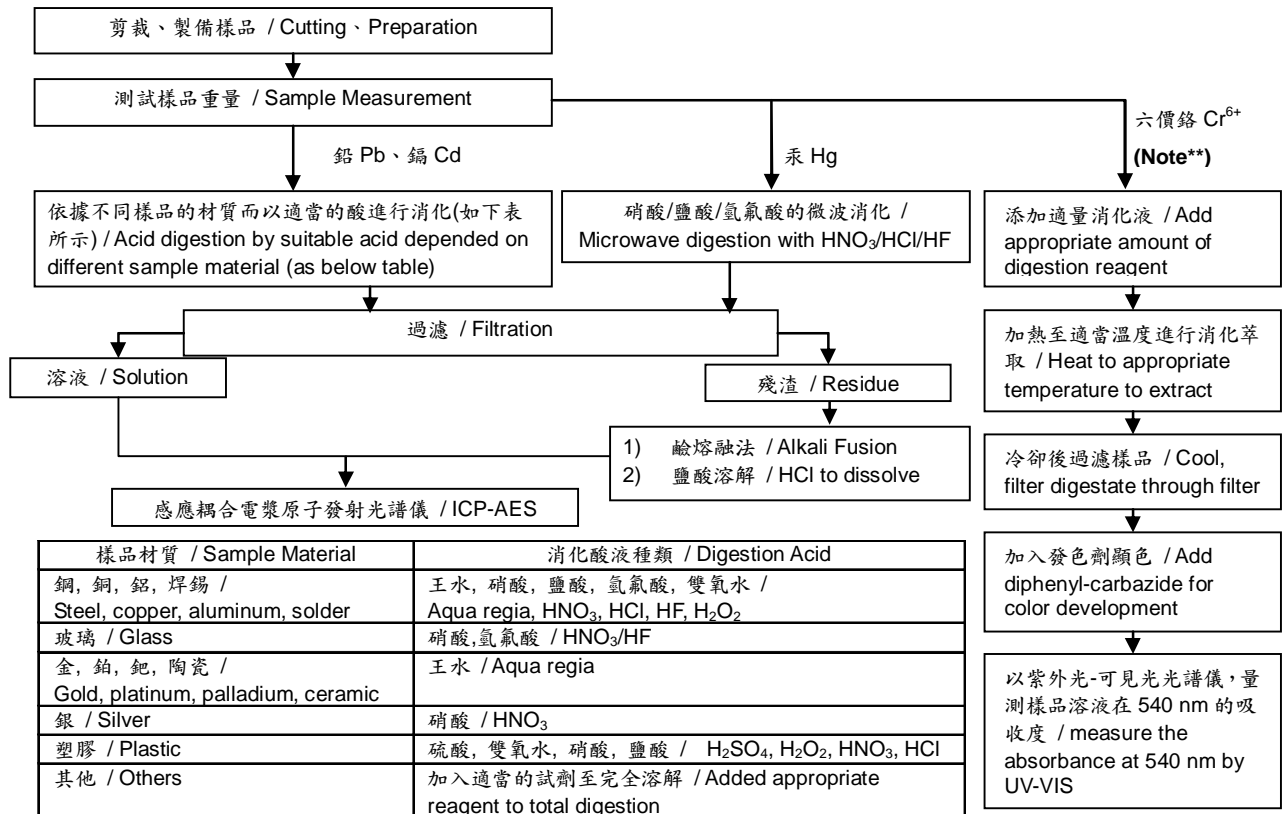 剪裁、製備樣品 / Cutting、Preparation
測試樣品重量 / Sample Measurement
鉛 Pb、鎘 Cd
汞 Hg
六價鉻 Cr6+
(Note**)
依據不同樣品的材質而以適當的酸進行消化(如下表
所示) / Acid digestion by suitable acid depended on
different sample material (as below table)
硝酸/鹽酸/氫氟酸的微波消化 /
Microwave digestion with HNO3/HCl/HF
添加適量消化液 / Add
appropriate amount of
digestion reagent
過濾 / Filtration
溶液 / Solution
殘渣 / Residue
加熱至適當溫度進行消化萃
取 / Heat to appropriate
temperature to extract
1) 鹼熔融法 / Alkali Fusion
2) 鹽酸溶解 / HCl to dissolve
冷卻後過濾樣品 / Cool,
filter digestate through filter
感應耦合電漿原子發射光譜儀 / ICP-AES
加入發色劑顯色 / Add
diphenyl-carbazide for
color development
以紫外光-可見光光譜儀，量
測樣品溶液在 540 nm 的吸
收度 / measure the
absorbance at 540 nm by
UV-VIS
樣品材質 / Sample Material 消化酸液種類 / Digestion Acid
鋼, 銅, 鋁, 焊錫 / 王水, 硝酸, 鹽酸, 氫氟酸, 雙氧水 /
Steel, copper, aluminum, solder Aqua regia, HNO3, HCl, HF, H2O2
玻璃 / Glass 硝酸,氫氟酸 / HNO3/HF
金, 鉑, 鈀, 陶瓷 / 王水 / Aqua regia
Gold, platinum, palladium, ceramic
銀 / Silver 硝酸 / HNO3
塑膠 / Plastic 硫酸, 雙氧水, 硝酸, 鹽酸 / H2SO4, H2O2, HNO3, HCl
其他 / Others 加入適當的試劑至完全溶解 / Added appropriate
reagent to total digestion